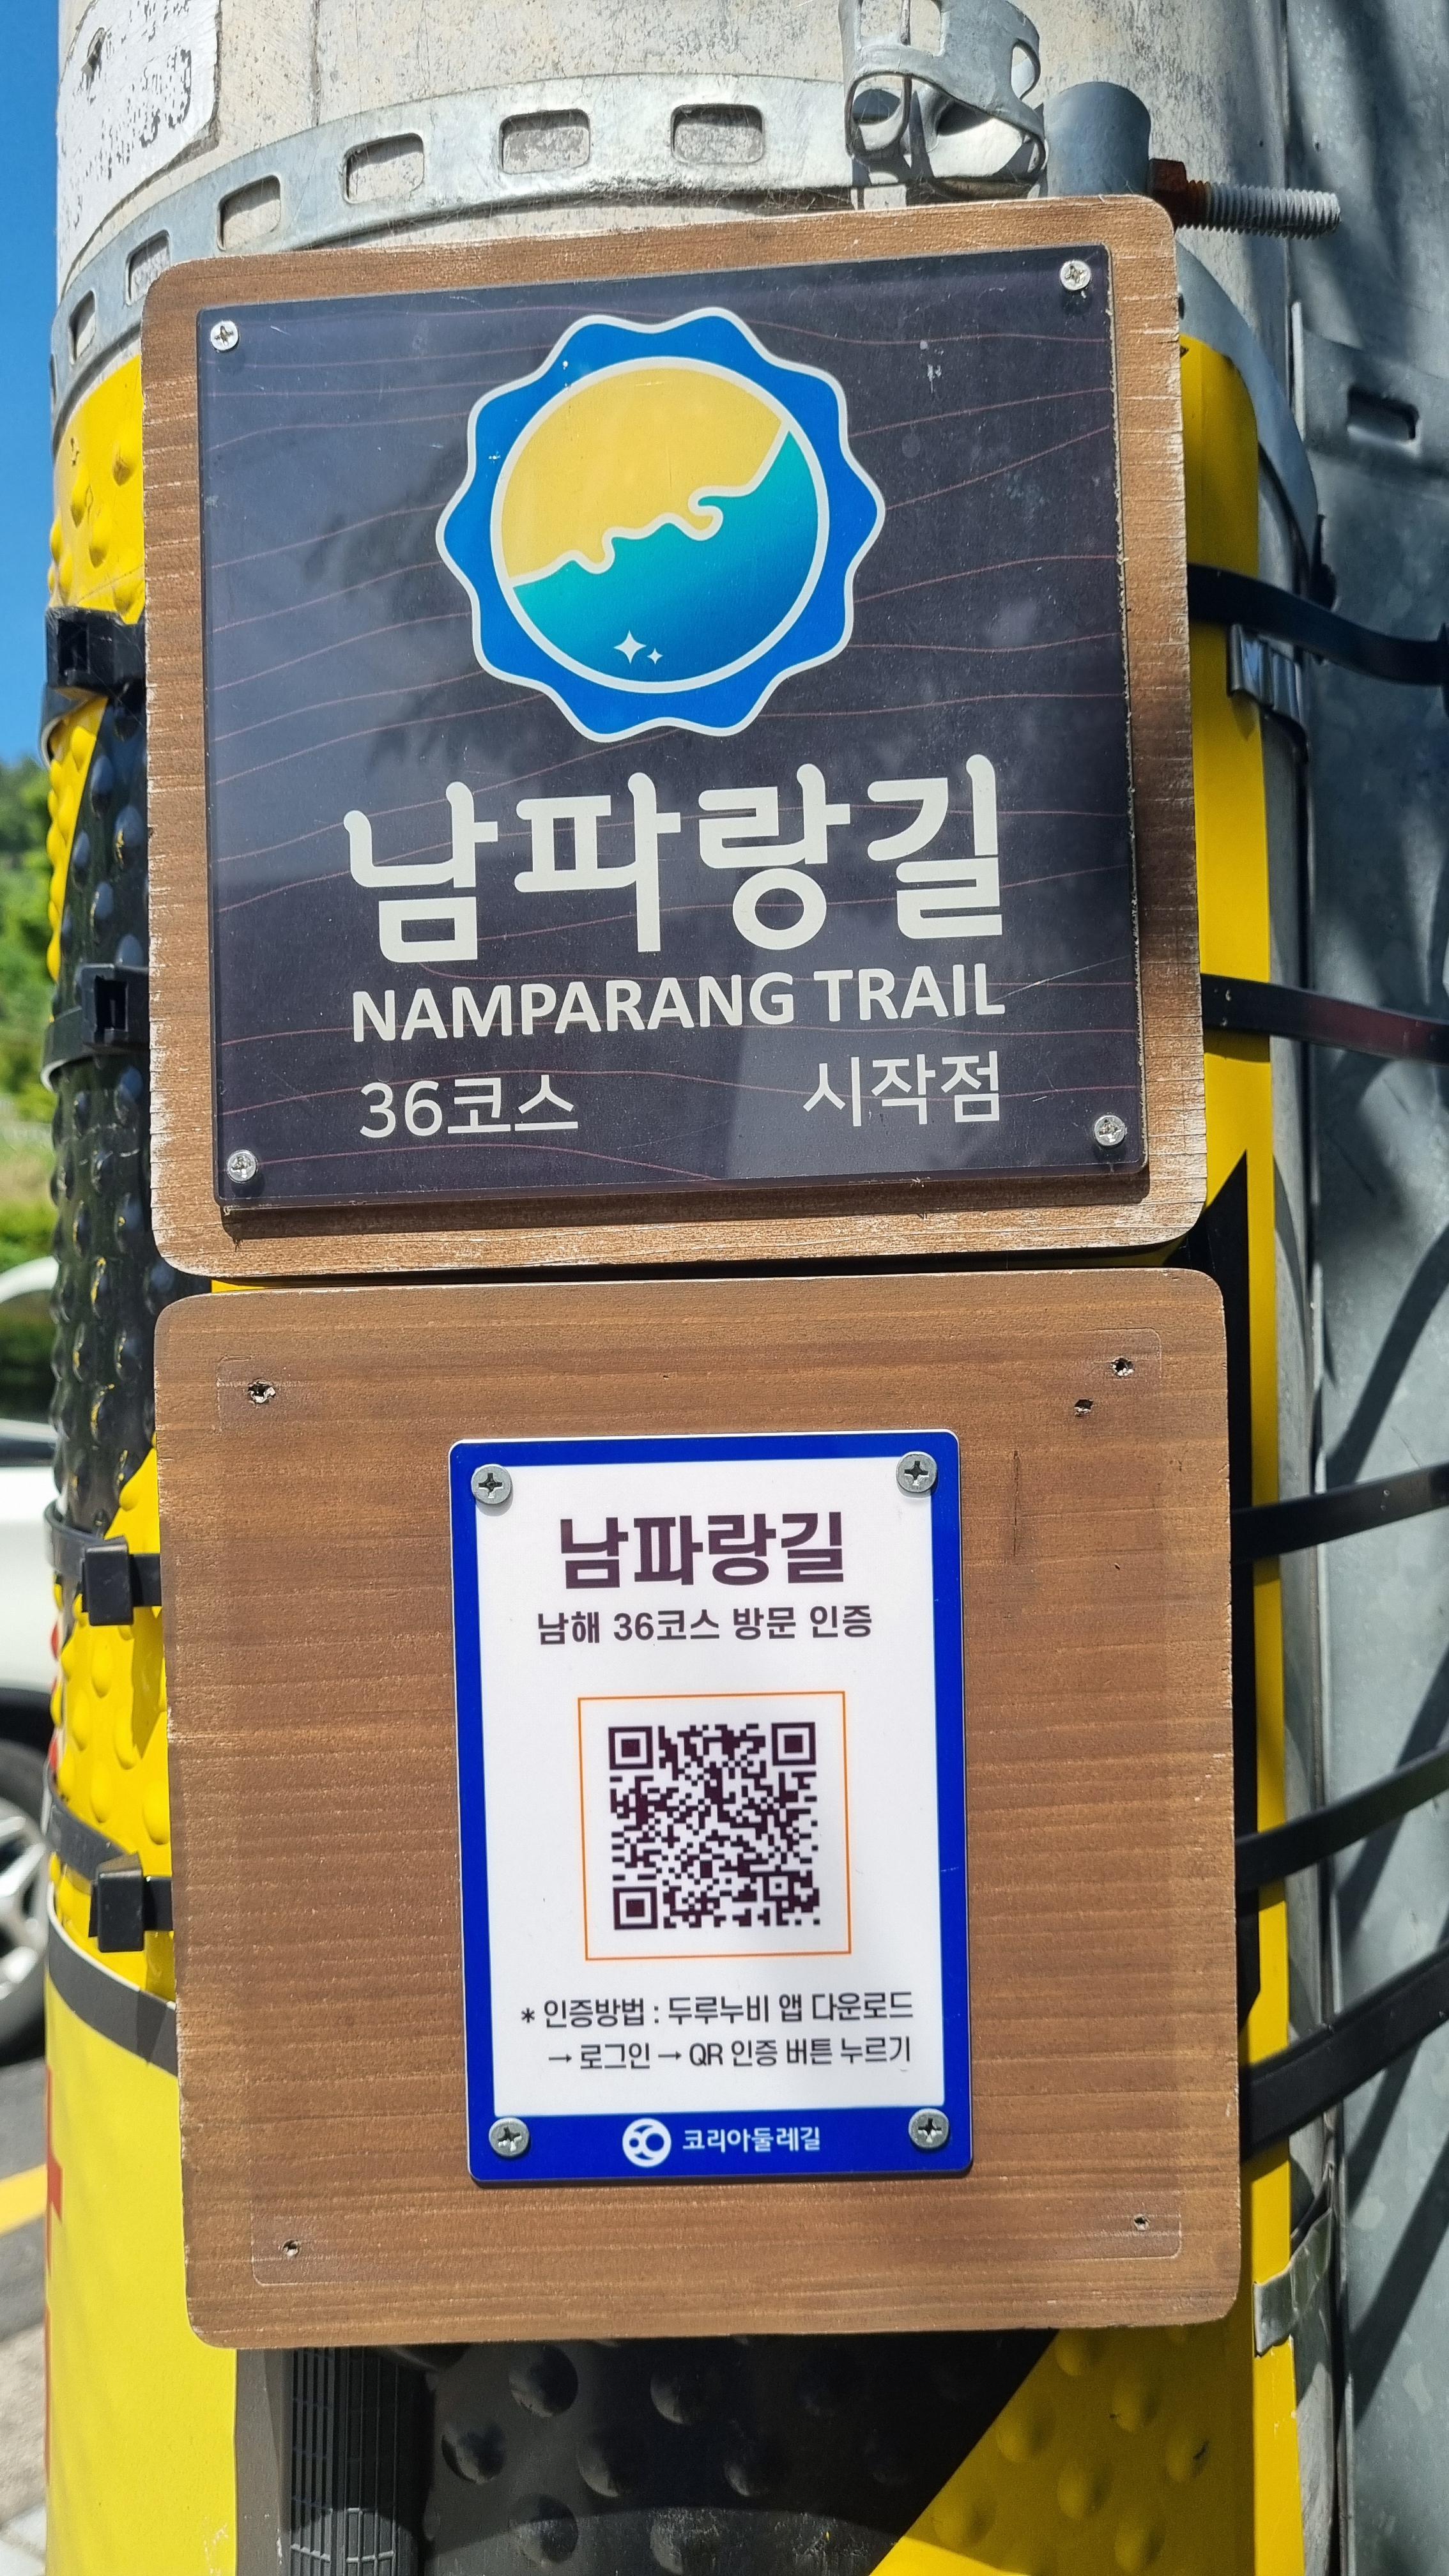 남파랑길
NAMPARANG TRAIL
36코스 시작점
남파랑길
남해 36코스 방문 인증
* 인증방법 : 두루누비 앱 다운로드
→ 로그인 → QR 인증 버튼 누르기
코리아둘레길